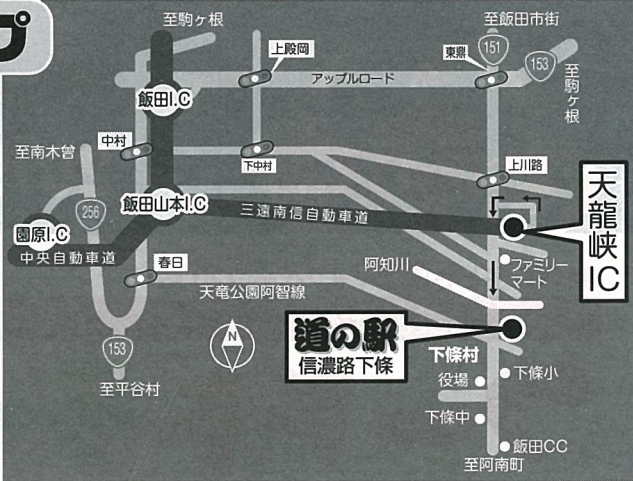 プ
至駒ヶ根
至飯田市街
上殿岡
東鼎
151
153
アップルロード
至駒ヶ根
飯田I.C
中村
下中村
至南木曽
上川路
256
飯田山本I.C
天龍峡IC
園原I.C
三遠南信自動車道
中央自動車道
春日
阿知川
ファミリー
マート
天竜公園阿智線
道の駅
信濃路下條
N
下條村
153
役場
下條小
至平谷村
下條中
飯田CC
至阿南町